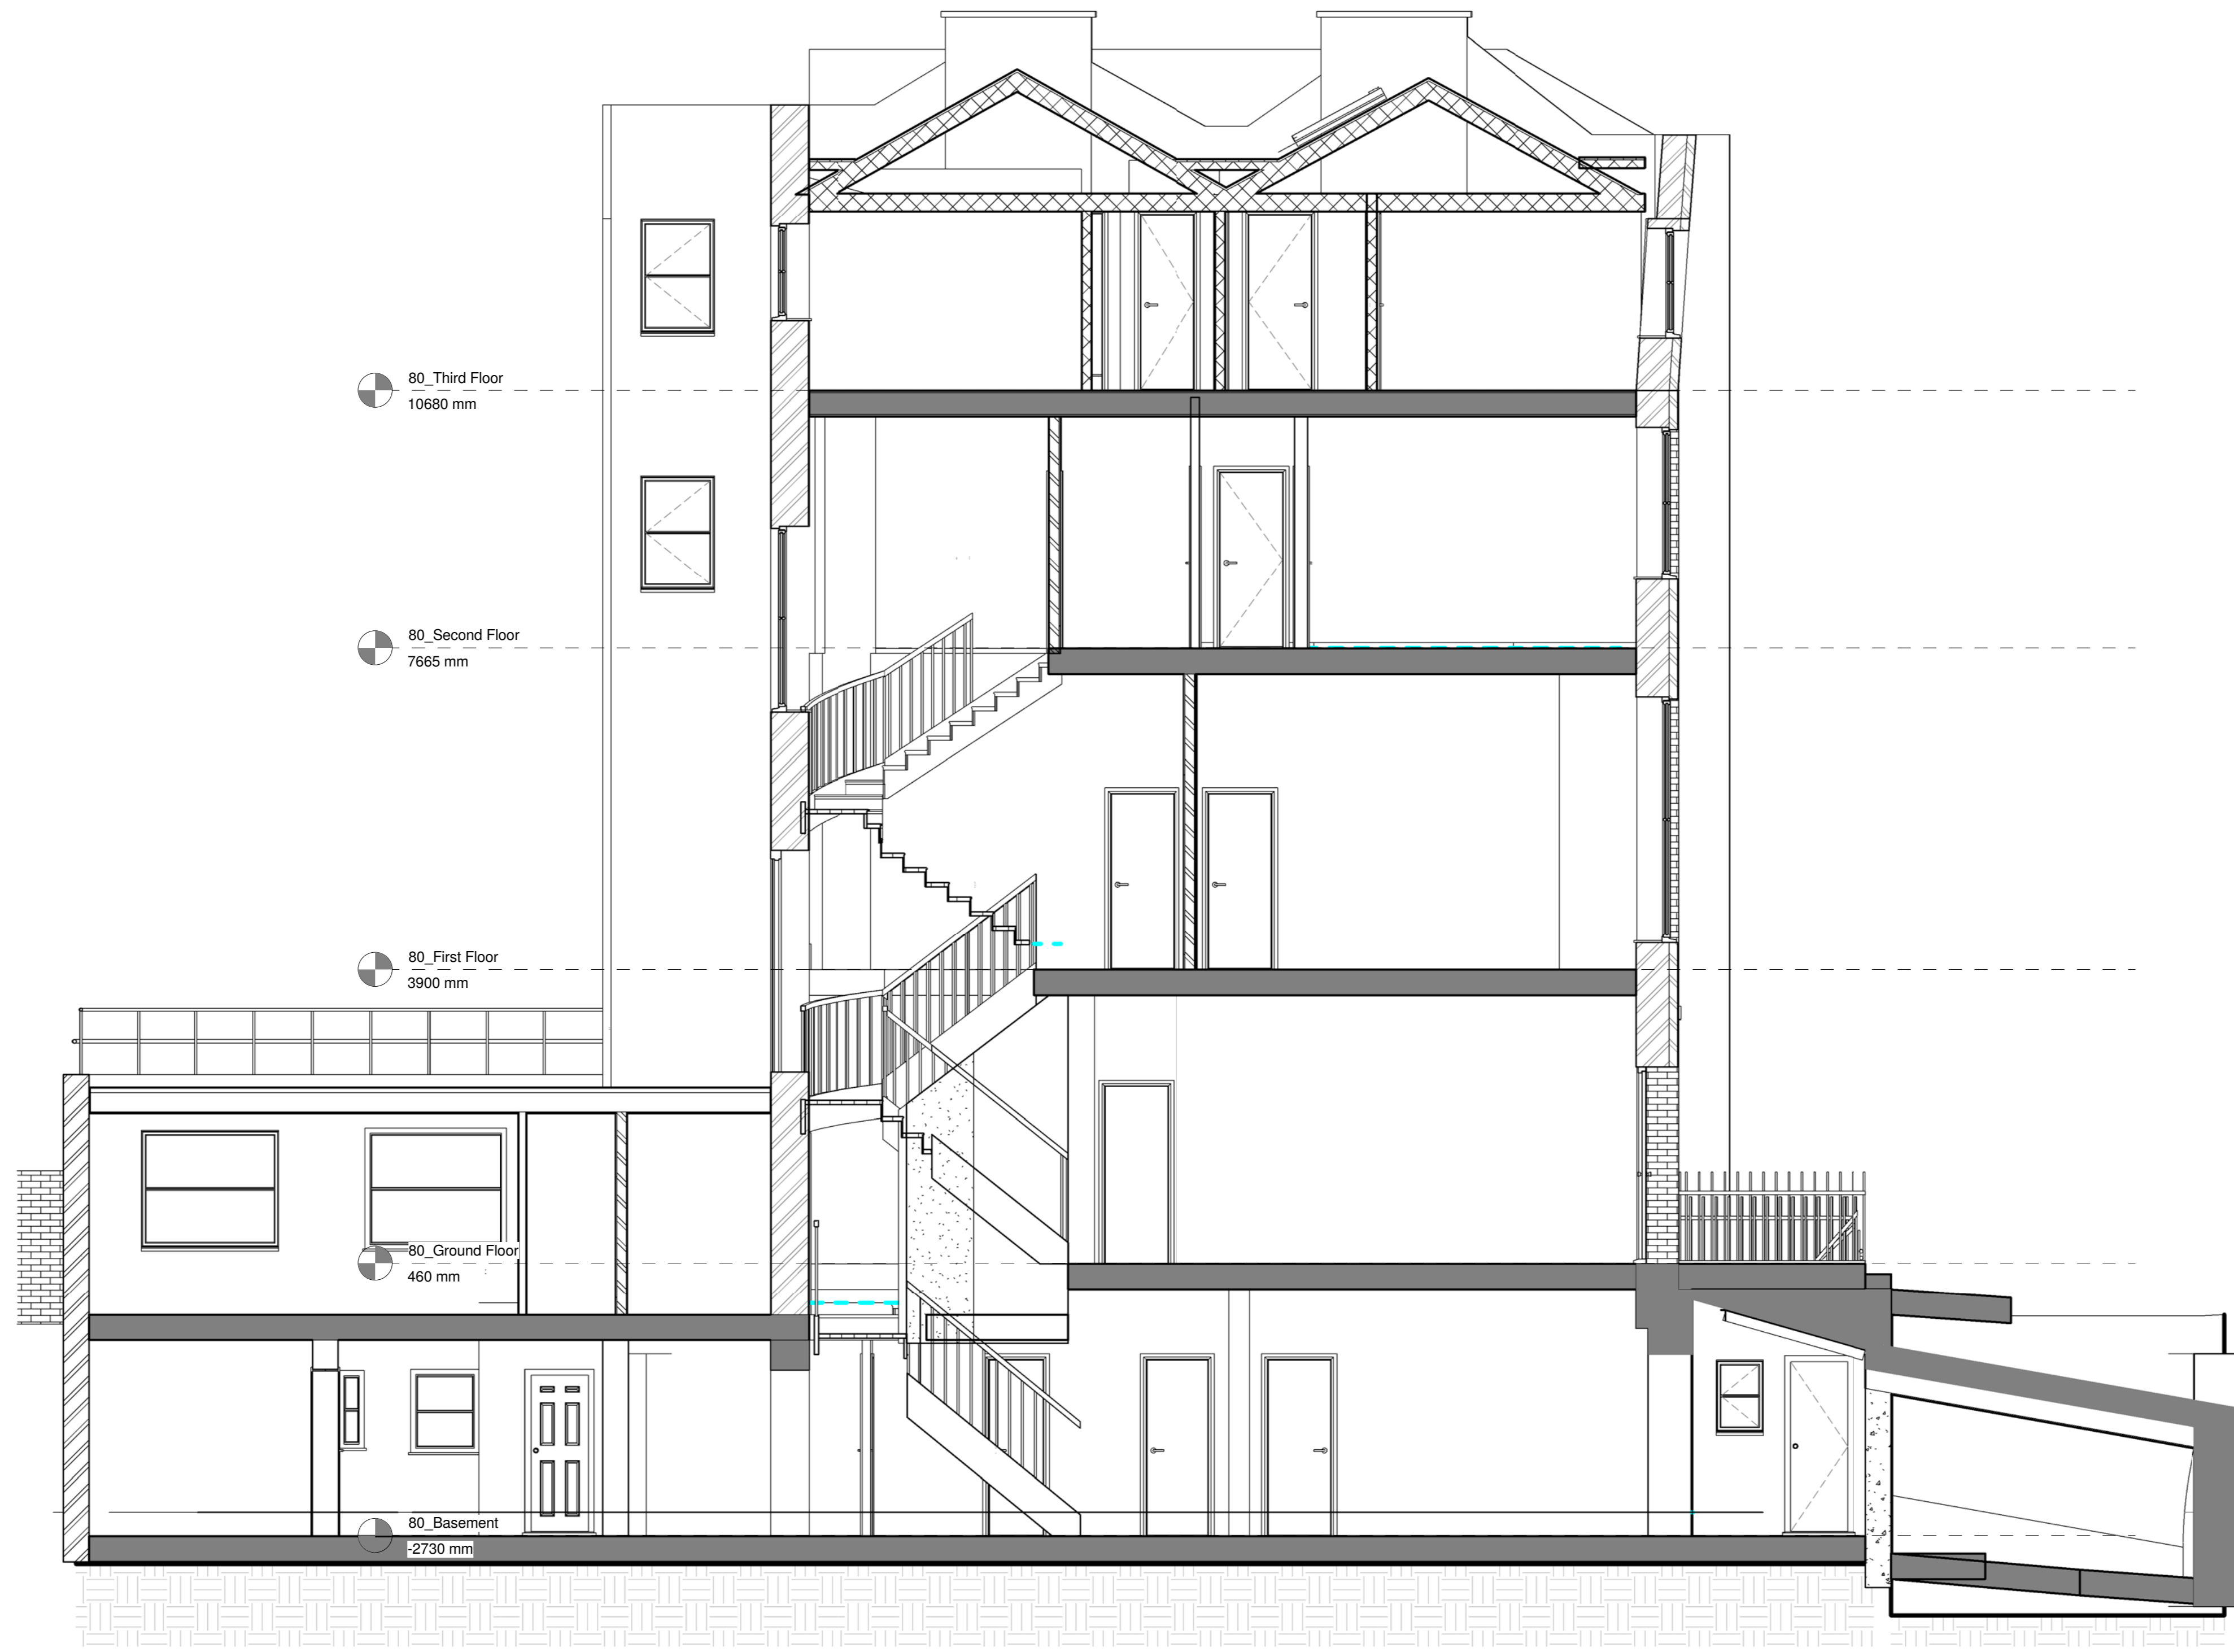 80_Third Floor
10680 mm
80_Second Floor
7665 mm
80_First Floor
3900 mm
80_Ground Floor
460 mm
80_Basement
-2730 mm